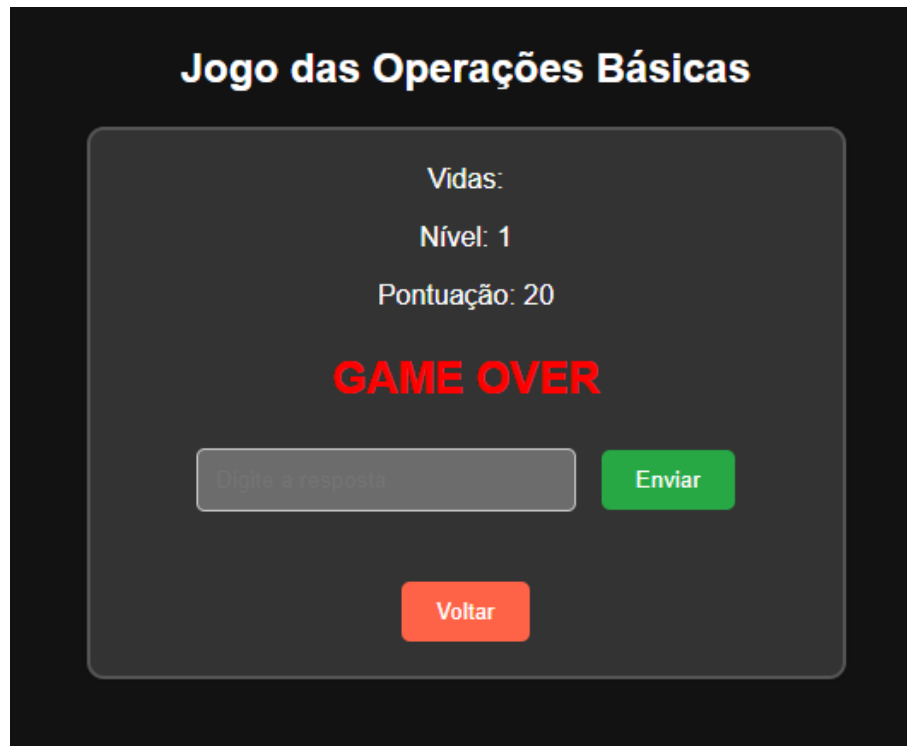 Jogo das Operações Básicas
Vidas:
Nível: 1
Pontuação: 20
GAME OVER
Digite a resposta
Enviar
Voltar